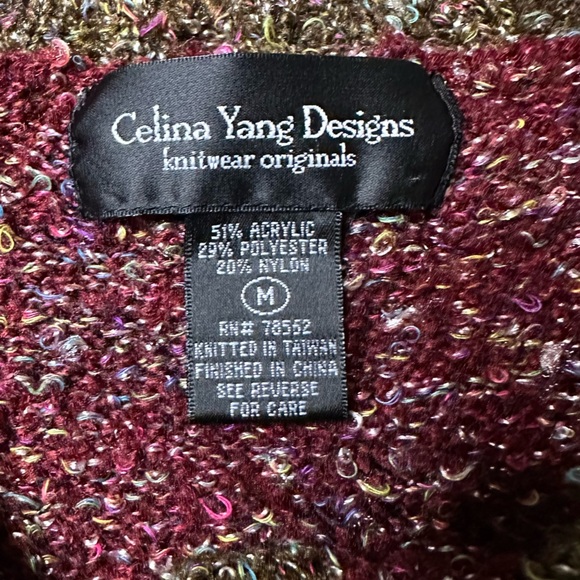 Celina Yang Designs
knitwear originals
51% ACRYLIC
29% POLYESTER
20% NYLON
M
RN# 78562
KNITTED IN TAIWAN
FINISHED IN CHINA
SEE REVERSE
FOR CARE